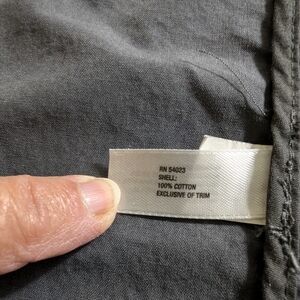 RN 54023
SHELL:
100% COTTON
EXCLUSIVE OF TRIM